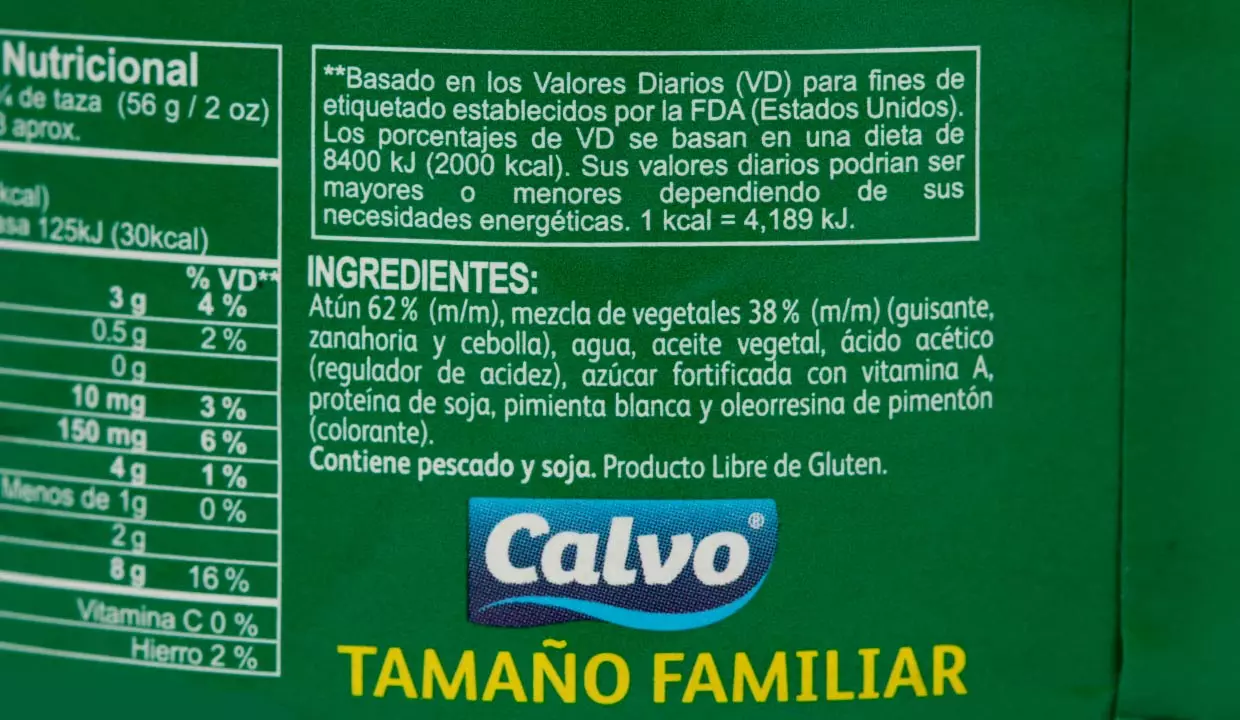 Nutricional
de taza (56 g / 2 oz)
aprox.
kcal)
125kJ (30kcal)
% VD**
3 g 4 %
0.5 g 2 %
0 g
10 mg 3 %
150 mg 6 %
4 g 1 %
Menos de 1g 0 %
2 g
8 g 16 %
Vitamina C 0 %
Hierro 2 %
**Basado en los Valores Diarios (VD) para fines de
etiquetado establecidos por la FDA (Estados Unidos).
Los porcentajes de VD se basan en una dieta de
8400 kJ (2000 kcal). Sus valores diarios podrian ser
mayores o menores dependiendo de sus
necesidades energéticas. 1 kcal = 4,189 kJ.
INGREDIENTES:
Atún 62% (m/m), mezcla de vegetales 38% (m/m) (guisante,
zanahoria y cebolla), agua, aceite vegetal, ácido acético
(regulador de acidez), azúcar fortificada con vitamina A,
proteína de soja, pimienta blanca y oleorresina de pimentón
(colorante).
Contiene pescado y soja. Producto Libre de Gluten.
Calvo®
TAMAÑO FAMILIAR